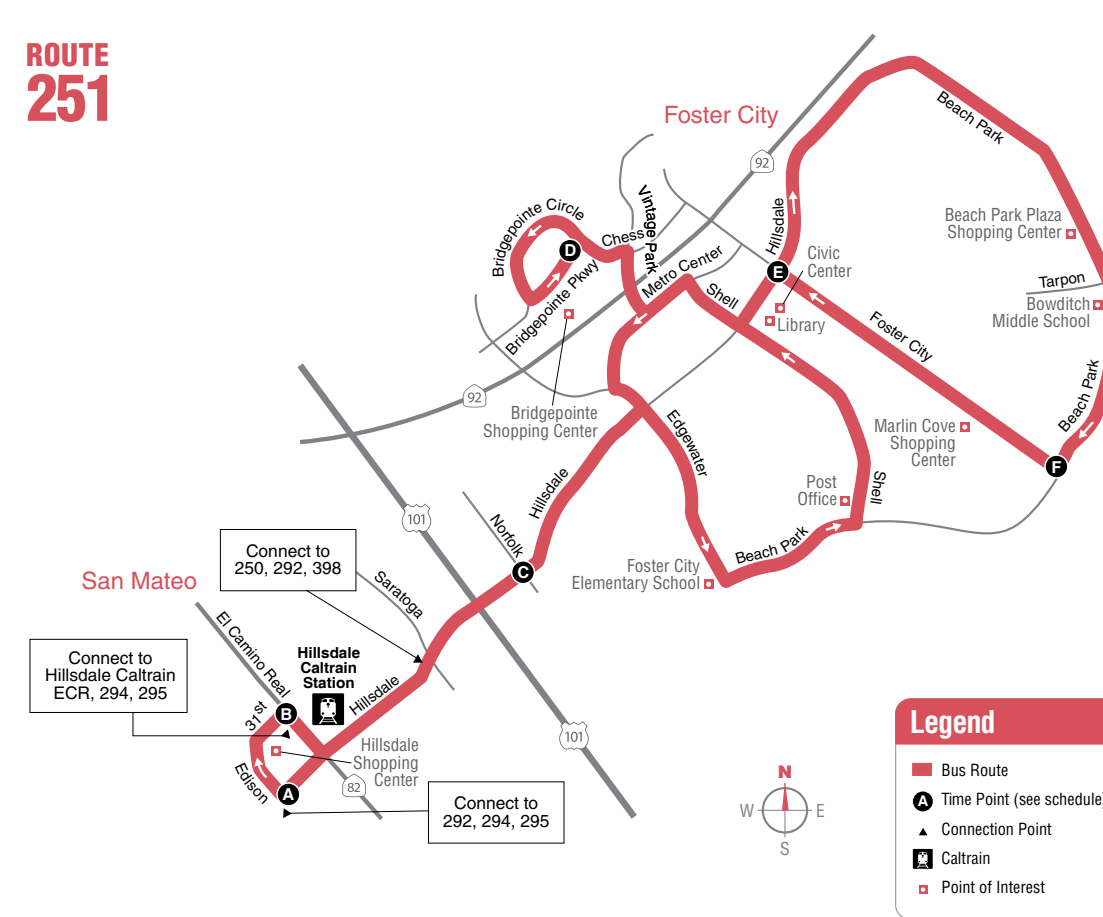 ROUTE
251
Foster City
92
Beach Park
Vintage Park
Bridgepointe Circle
Chess
Hillsdale
Beach Park Plaza
Shopping Center
D
Metro Center
Civic
Center
E
Bridgepointe Pkwy
Shell
Tarpon
Bowditch
Middle School
Library
Foster City
Beach Park
92
Bridgepointe
Shopping Center
Edgewater
Marlin Cove
Shopping
Center
F
Hillsdale
Post
Office
Shell
101
Norfolk
Beach Park
Connect to
250, 292, 398
C
Foster City
Elementary School
San Mateo
Saratoga
El Camino Real
Connect to
Hillsdale Caltrain
ECR, 294, 295
Hillsdale
Caltrain
Station
Hillsdale
31st
B
Hillsdale
Shopping
Center
101
Edison
A
82
Connect to
292, 294, 295
N
W
E
S
Legend
Bus Route
A Time Point (see schedule)
Connection Point
Caltrain
Point of Interest